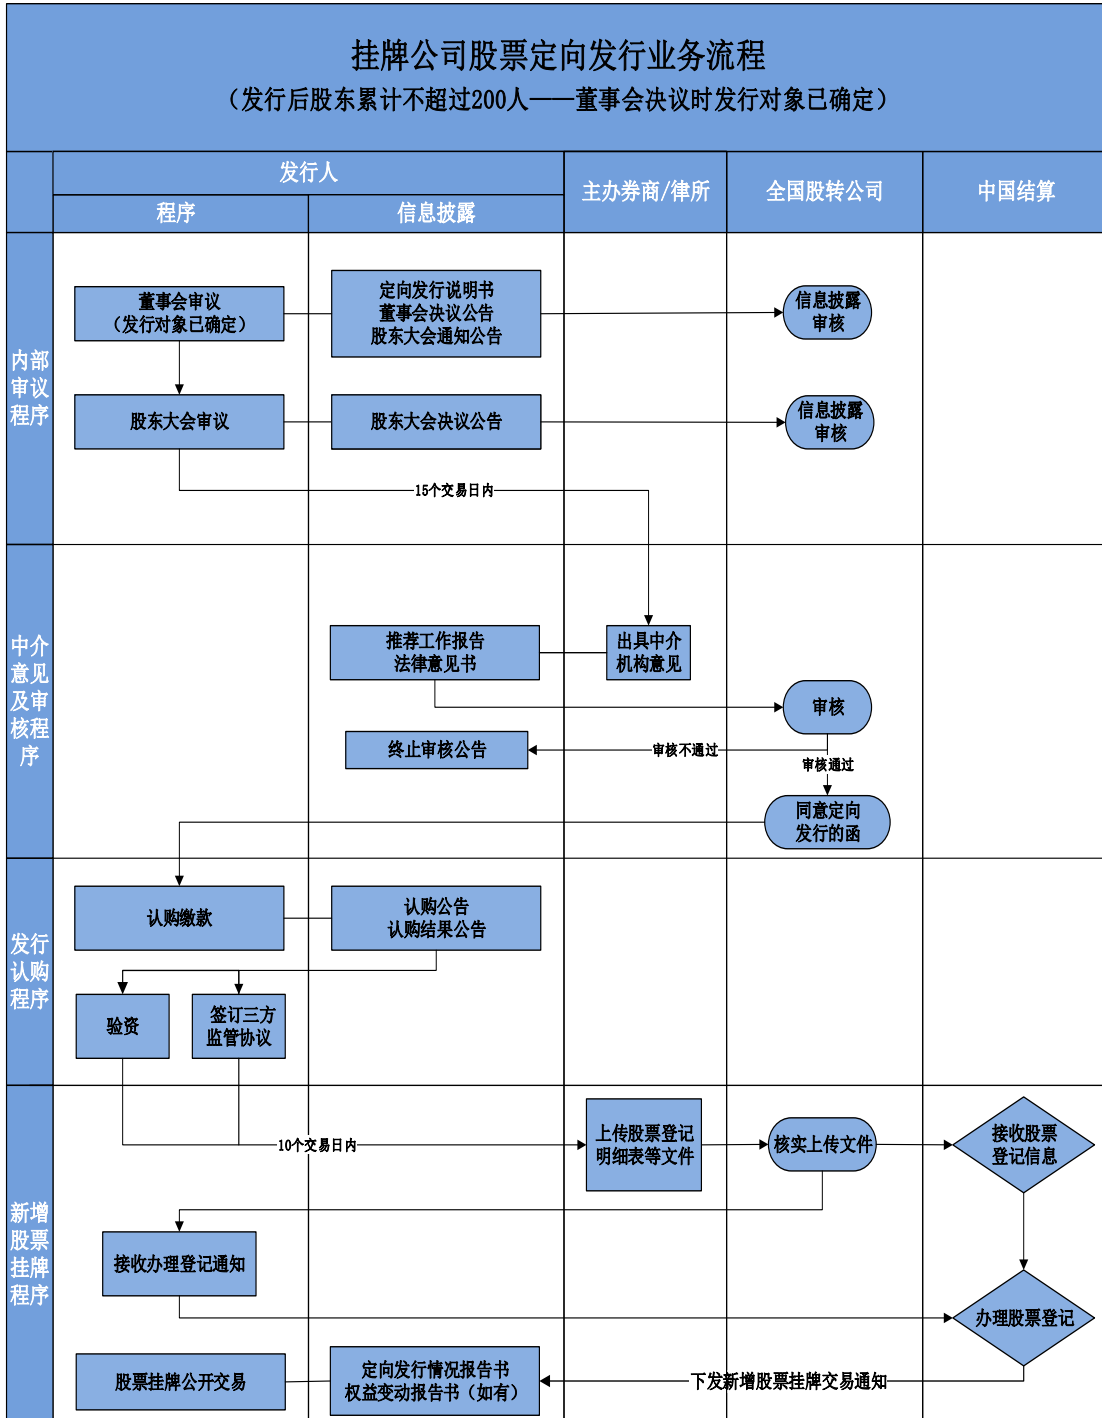 挂牌公司股票定向发行业务流程
（发行后股东累计不超过200人——董事会决议时发行对象已确定）
发行人
主办券商/律所
全国股转公司
中国结算
程序
信息披露
内部
审议
程序
董事会审议
（发行对象已确定）
定向发行说明书
董事会决议公告
股东大会通知公告
信息披露
审核
股东大会审议
股东大会决议公告
信息披露
审核
15个交易日内
中介
意见
及审
核程
序
推荐工作报告
法律意见书
出具中介
机构意见
审核
终止审核公告
审核不通过
审核通过
同意定向
发行的函
发行
认购
程序
认购缴款
认购公告
认购结果公告
验资
签订三方
监管协议
新增
股票
挂牌
程序
10个交易日内
上传股票登记
明细表等文件
核实上传文件
接收股票
登记信息
接收办理登记通知
办理股票登记
股票挂牌公开交易
定向发行情况报告书
权益变动报告书（如有）
下发新增股票挂牌交易通知